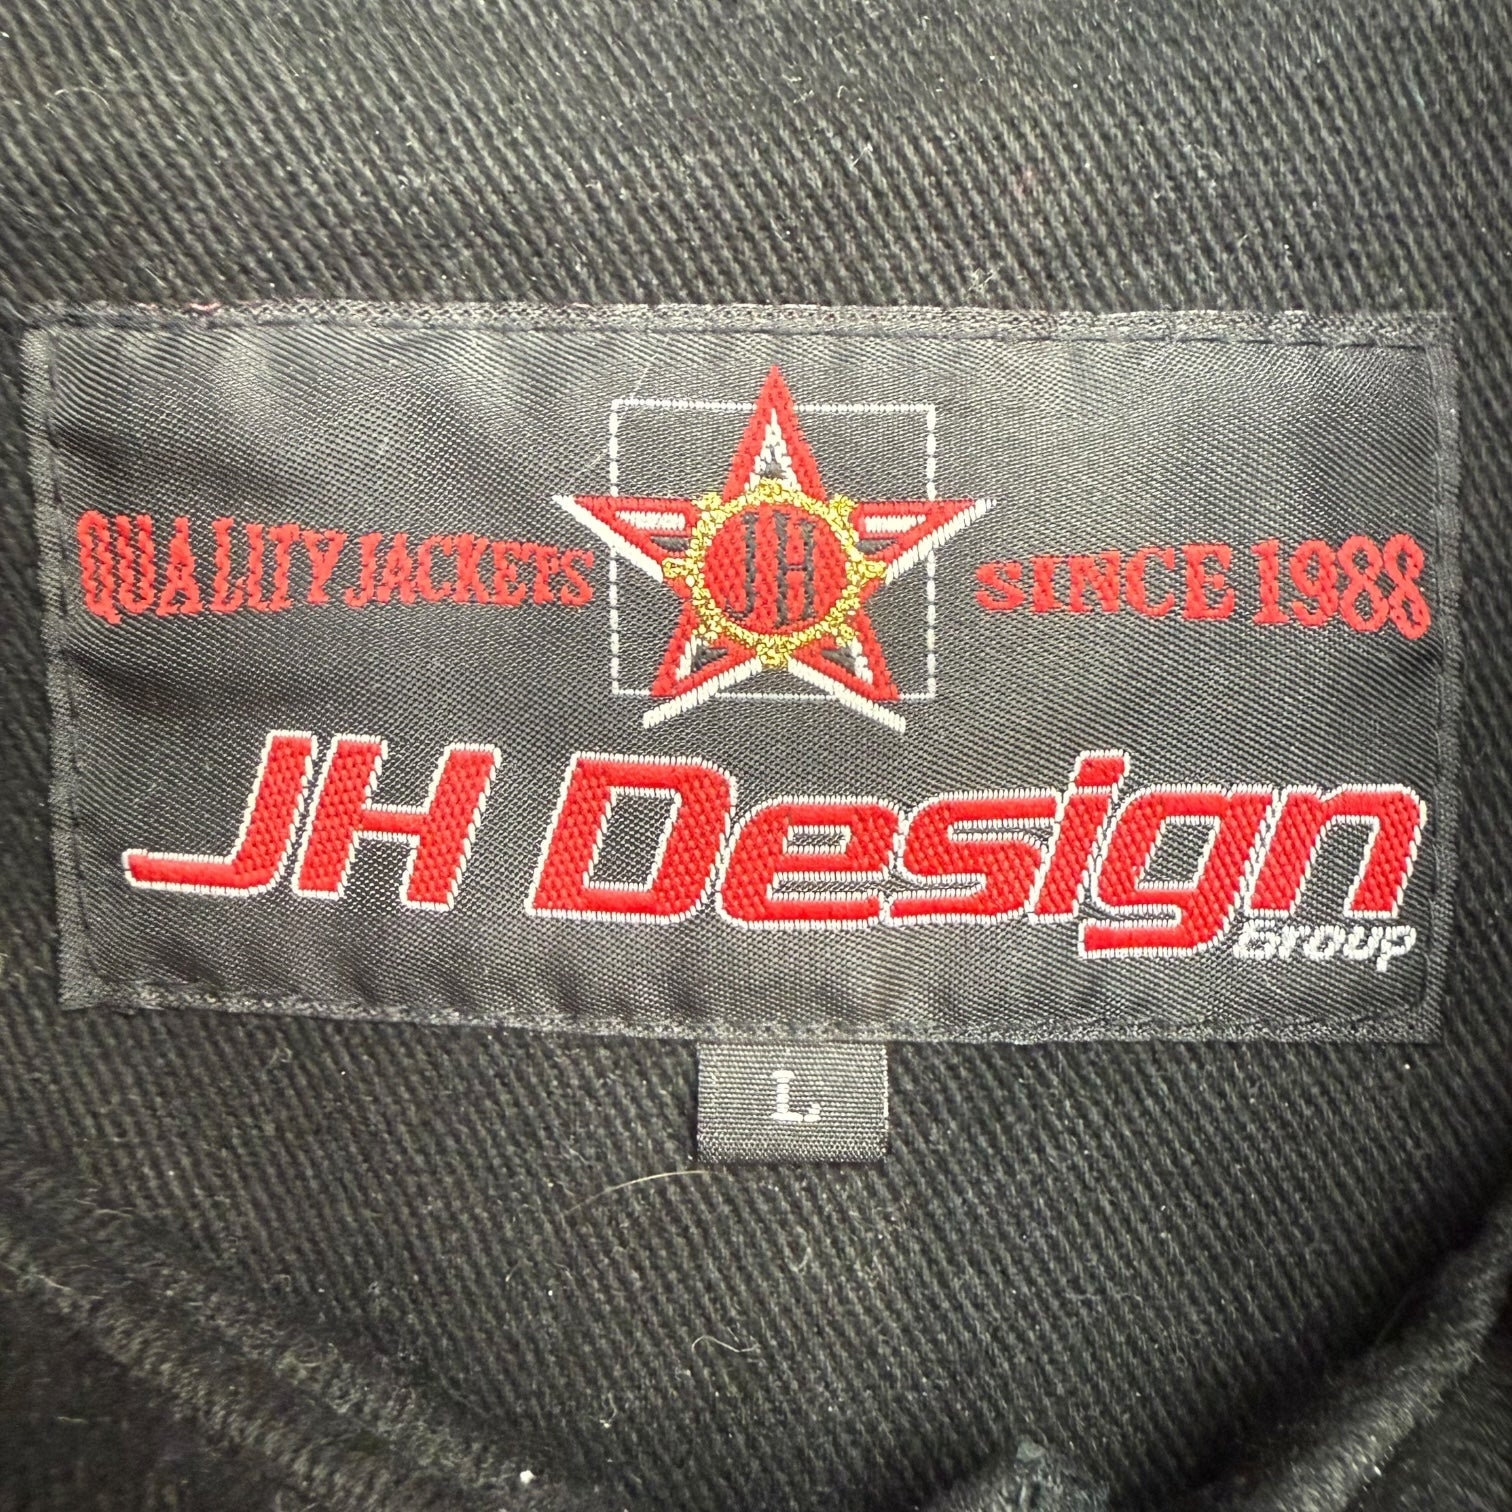 QUALITY JACKETS JH SINCE 1988
JH Design
Group
L